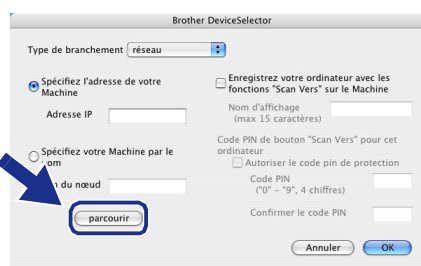 Brother DeviceSelector
Type de branchement
réseau
Spécifiez l'adresse de votre
Machine
Adresse IP
Spécifiez votre Machine par le
nom
du nœud
parcourir
Enregistrez votre ordinateur avec les
fonctions "Scan Vers" sur le Machine
Nom d'affichage
(max 15 caractères)
Code PIN de bouton "Scan Vers" pour cet
ordinateur
Autoriser le code pin de protection
Code PIN
("0" - "9", 4 chiffres)
Confirmer le code PIN
Annuler
OK